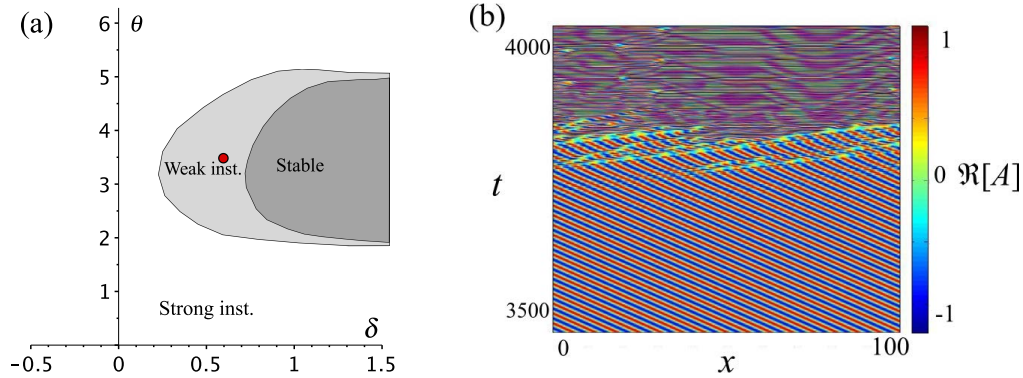 (a)
θ
6
5
4
3
2
1
Weak inst.
Stable
Strong inst.
δ
-0.5
0
0.5
1
1.5
(b)
4000
t
3500
0
x
100
1
0
-1
ℜ[A]